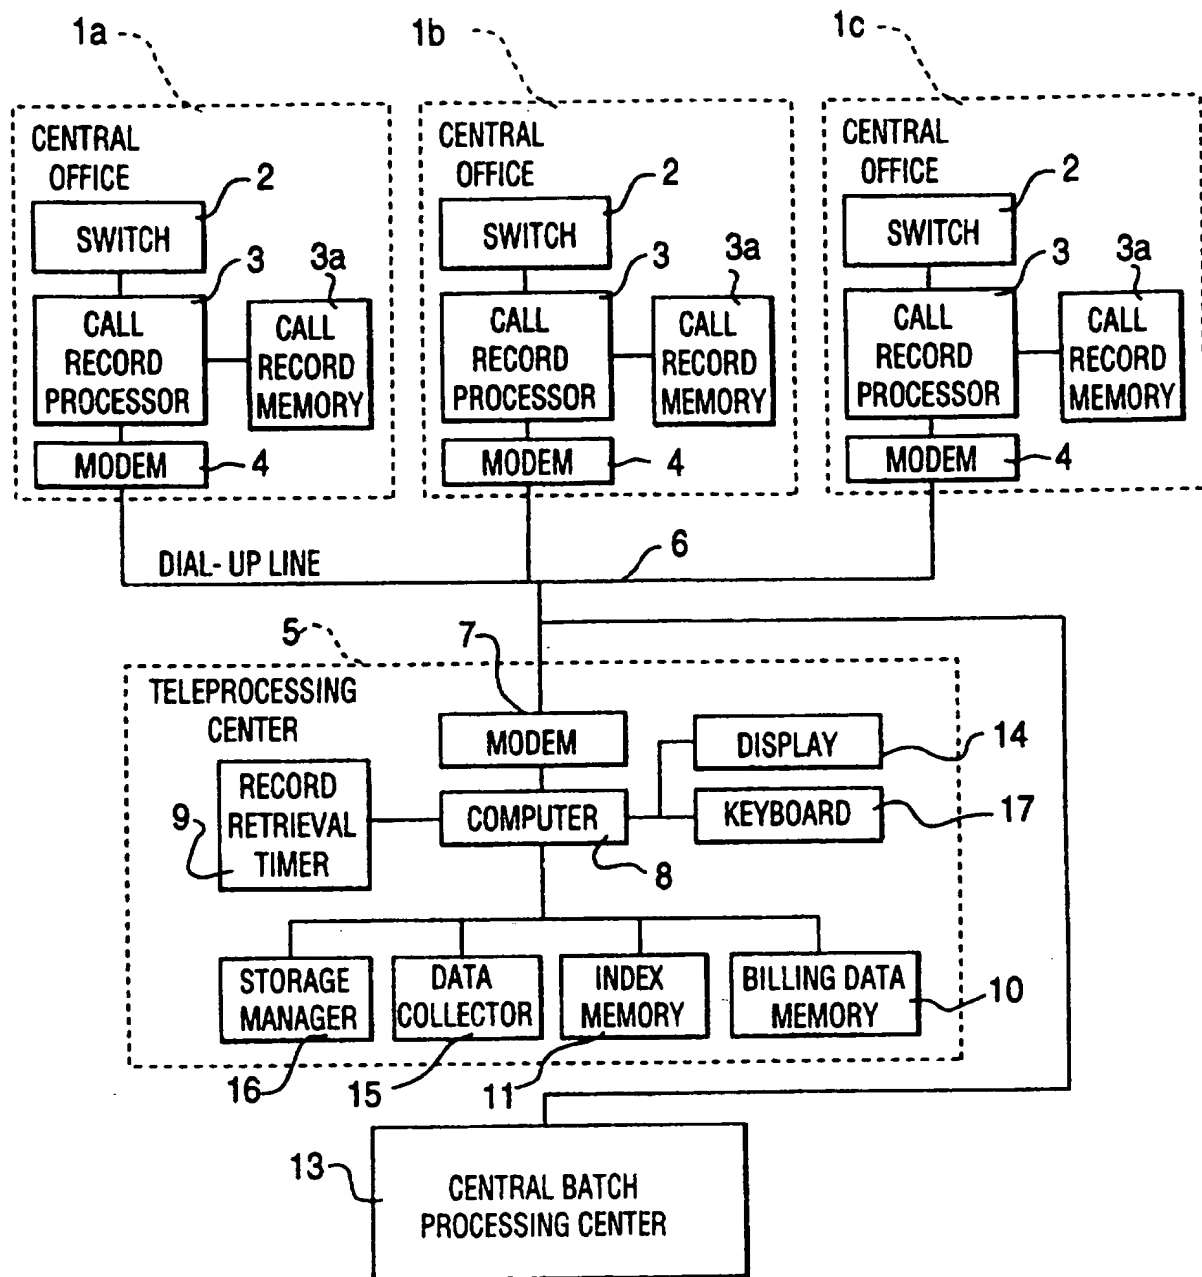 1a
1b
1c
CENTRAL
OFFICE
2
SWITCH
3
3a
CALL
RECORD
PROCESSOR
CALL
RECORD
MEMORY
MODEM
4
CENTRAL
OFFICE
2
SWITCH
3
3a
CALL
RECORD
PROCESSOR
CALL
RECORD
MEMORY
MODEM
4
CENTRAL
OFFICE
2
SWITCH
3
3a
CALL
RECORD
PROCESSOR
CALL
RECORD
MEMORY
MODEM
4
DIAL- UP LINE
6
5
7
TELEPROCESSING
CENTER
MODEM
DISPLAY
14
RECORD
RETRIEVAL
TIMER
9
COMPUTER
8
KEYBOARD
17
STORAGE
MANAGER
16
DATA
COLLECTOR
15
INDEX
MEMORY
11
BILLING DATA
MEMORY
10
13
CENTRAL BATCH
PROCESSING CENTER